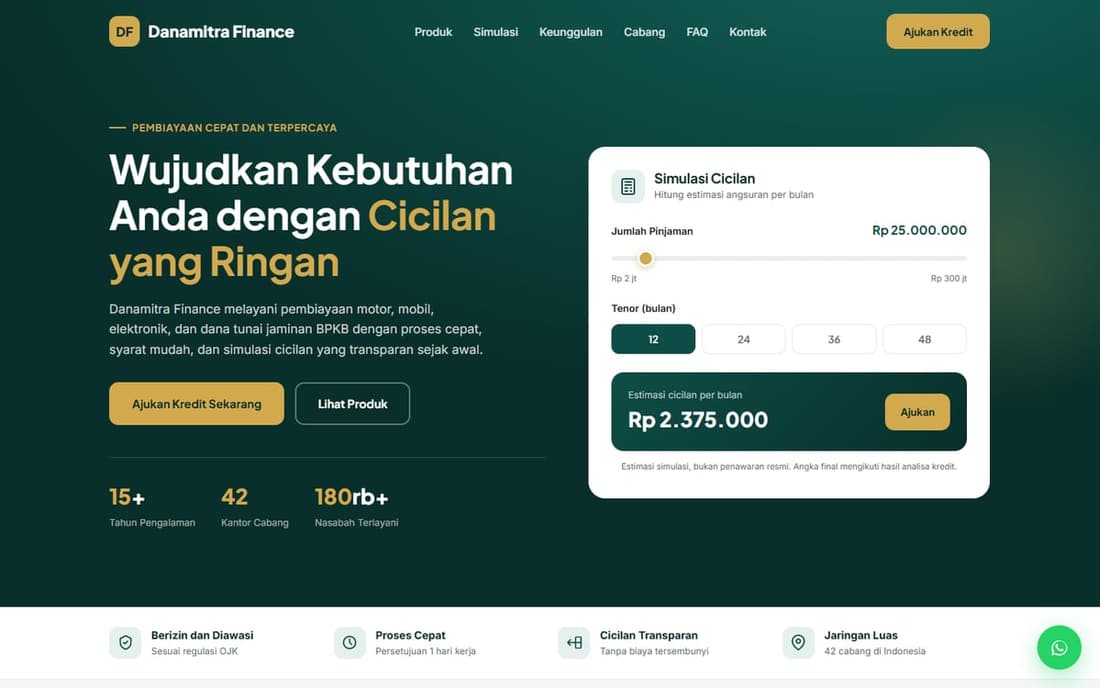 DF
Danamitra Finance
Produk
Simulasi
Keunggulan
Cabang
FAQ
Kontak
Ajukan Kredit
PEMBIAYAAN CEPAT DAN TERPERCAYA
Wujudkan Kebutuhan
Anda dengan Cicilan
yang Ringan
Danamitra Finance melayani pembiayaan motor, mobil,
elektronik, dan dana tunai jaminan BPKB dengan proses cepat,
syarat mudah, dan simulasi cicilan yang transparan sejak awal.
Ajukan Kredit Sekarang
Lihat Produk
15+
Tahun Pengalaman
42
Kantor Cabang
180rb+
Nasabah Terlayani
Simulasi Cicilan
Hitung estimasi angsuran per bulan
Jumlah Pinjaman
Rp 25.000.000
Rp 2 jt
Rp 300 jt
Tenor (bulan)
12
24
36
48
Estimasi cicilan per bulan
Rp 2.375.000
Ajukan
Estimasi simulasi, bukan penawaran resmi. Angka final mengikuti hasil analisa kredit.
Berizin dan Diawasi
Sesuai regulasi OJK
Proses Cepat
Persetujuan 1 hari kerja
Cicilan Transparan
Tanpa biaya tersembunyi
Jaringan Luas
42 cabang di Indonesia